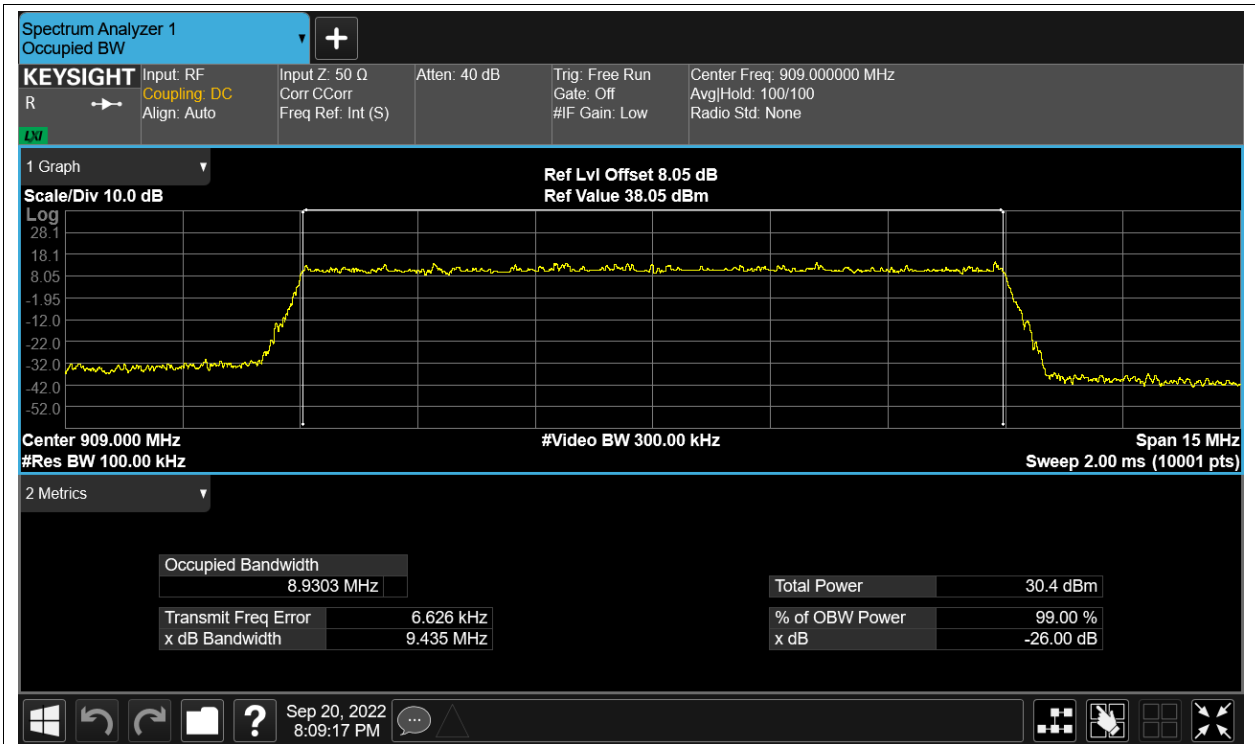 Spectrum Analyzer 1
Occupied BW
KEYSIGHT
R
LXI
Input: RF
Coupling: DC
Align: Auto
Input Z: 50 Ω
Corr CCorr
Freq Ref: Int (S)
Atten: 40 dB
Trig: Free Run
Gate: Off
#IF Gain: Low
Center Freq: 909.000000 MHz
Avg|Hold: 100/100
Radio Std: None
1 Graph
Scale/Div 10.0 dB
Ref Lvl Offset 8.05 dB
Ref Value 38.05 dBm
Log
28.1
18.1
8.05
-1.95
-12.0
-22.0
-32.0
-42.0
-52.0
Center 909.000 MHz
#Video BW 300.00 kHz
Span 15 MHz
#Res BW 100.00 kHz
Sweep 2.00 ms (10001 pts)
2 Metrics
Occupied Bandwidth
8.9303 MHz
Total Power 30.4 dBm
Transmit Freq Error 6.626 kHz
% of OBW Power 99.00 %
x dB Bandwidth 9.435 MHz
x dB -26.00 dB
?
Sep 20, 2022
8:09:17 PM